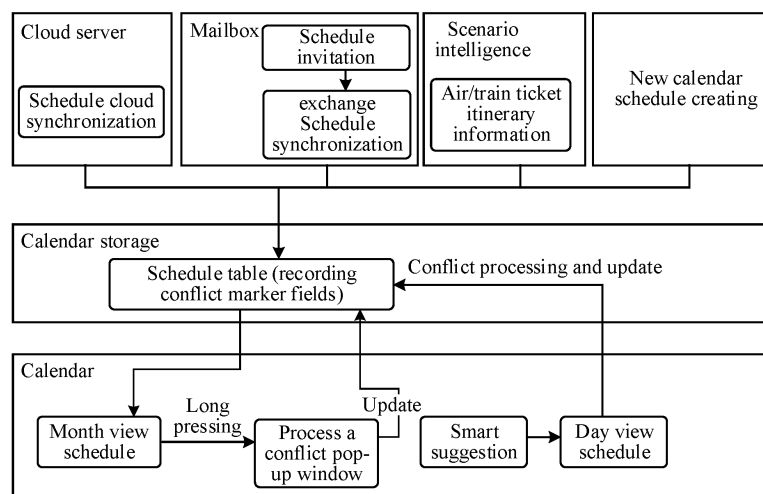 Cloud server
Schedule cloud
synchronization
Mailbox
Schedule
invitation
exchange
Schedule
synchronization
Scenario
intelligence
Air/train ticket
itinerary
information
New calendar
schedule creating
Calendar storage
Schedule table (recording
conflict marker fields)
Conflict processing and update
Calendar
Month view
schedule
Long
pressing
Process a
conflict pop-
up window
Update
Smart
suggestion
Day view
schedule